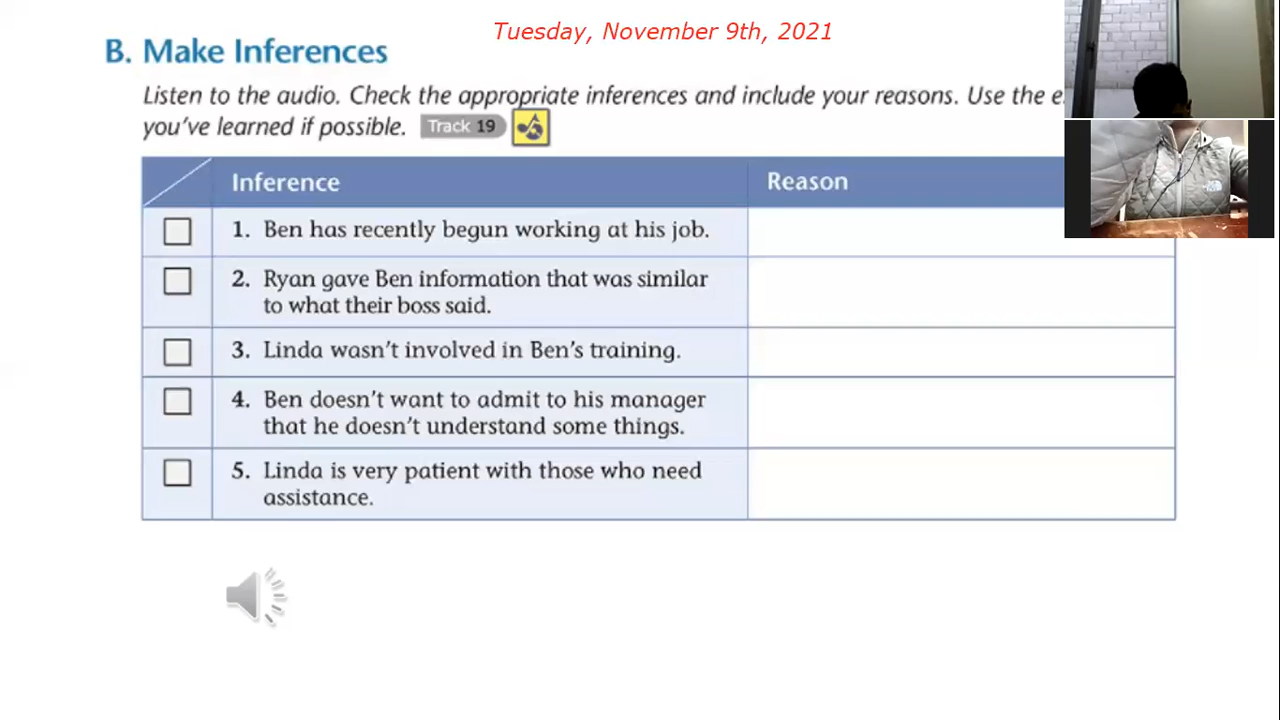 Tuesday, November 9th, 2021
B. Make Inferences
Listen to the audio. Check the appropriate inferences and include your reasons. Use the
you've learned if possible. Track 19
Inference Reason
1. Ben has recently begun working at his job.
2. Ryan gave Ben information that was similar
to what their boss said.
3. Linda wasn't involved in Ben's training.
4. Ben doesn't want to admit to his manager
that he doesn't understand some things.
5. Linda is very patient with those who need
assistance.